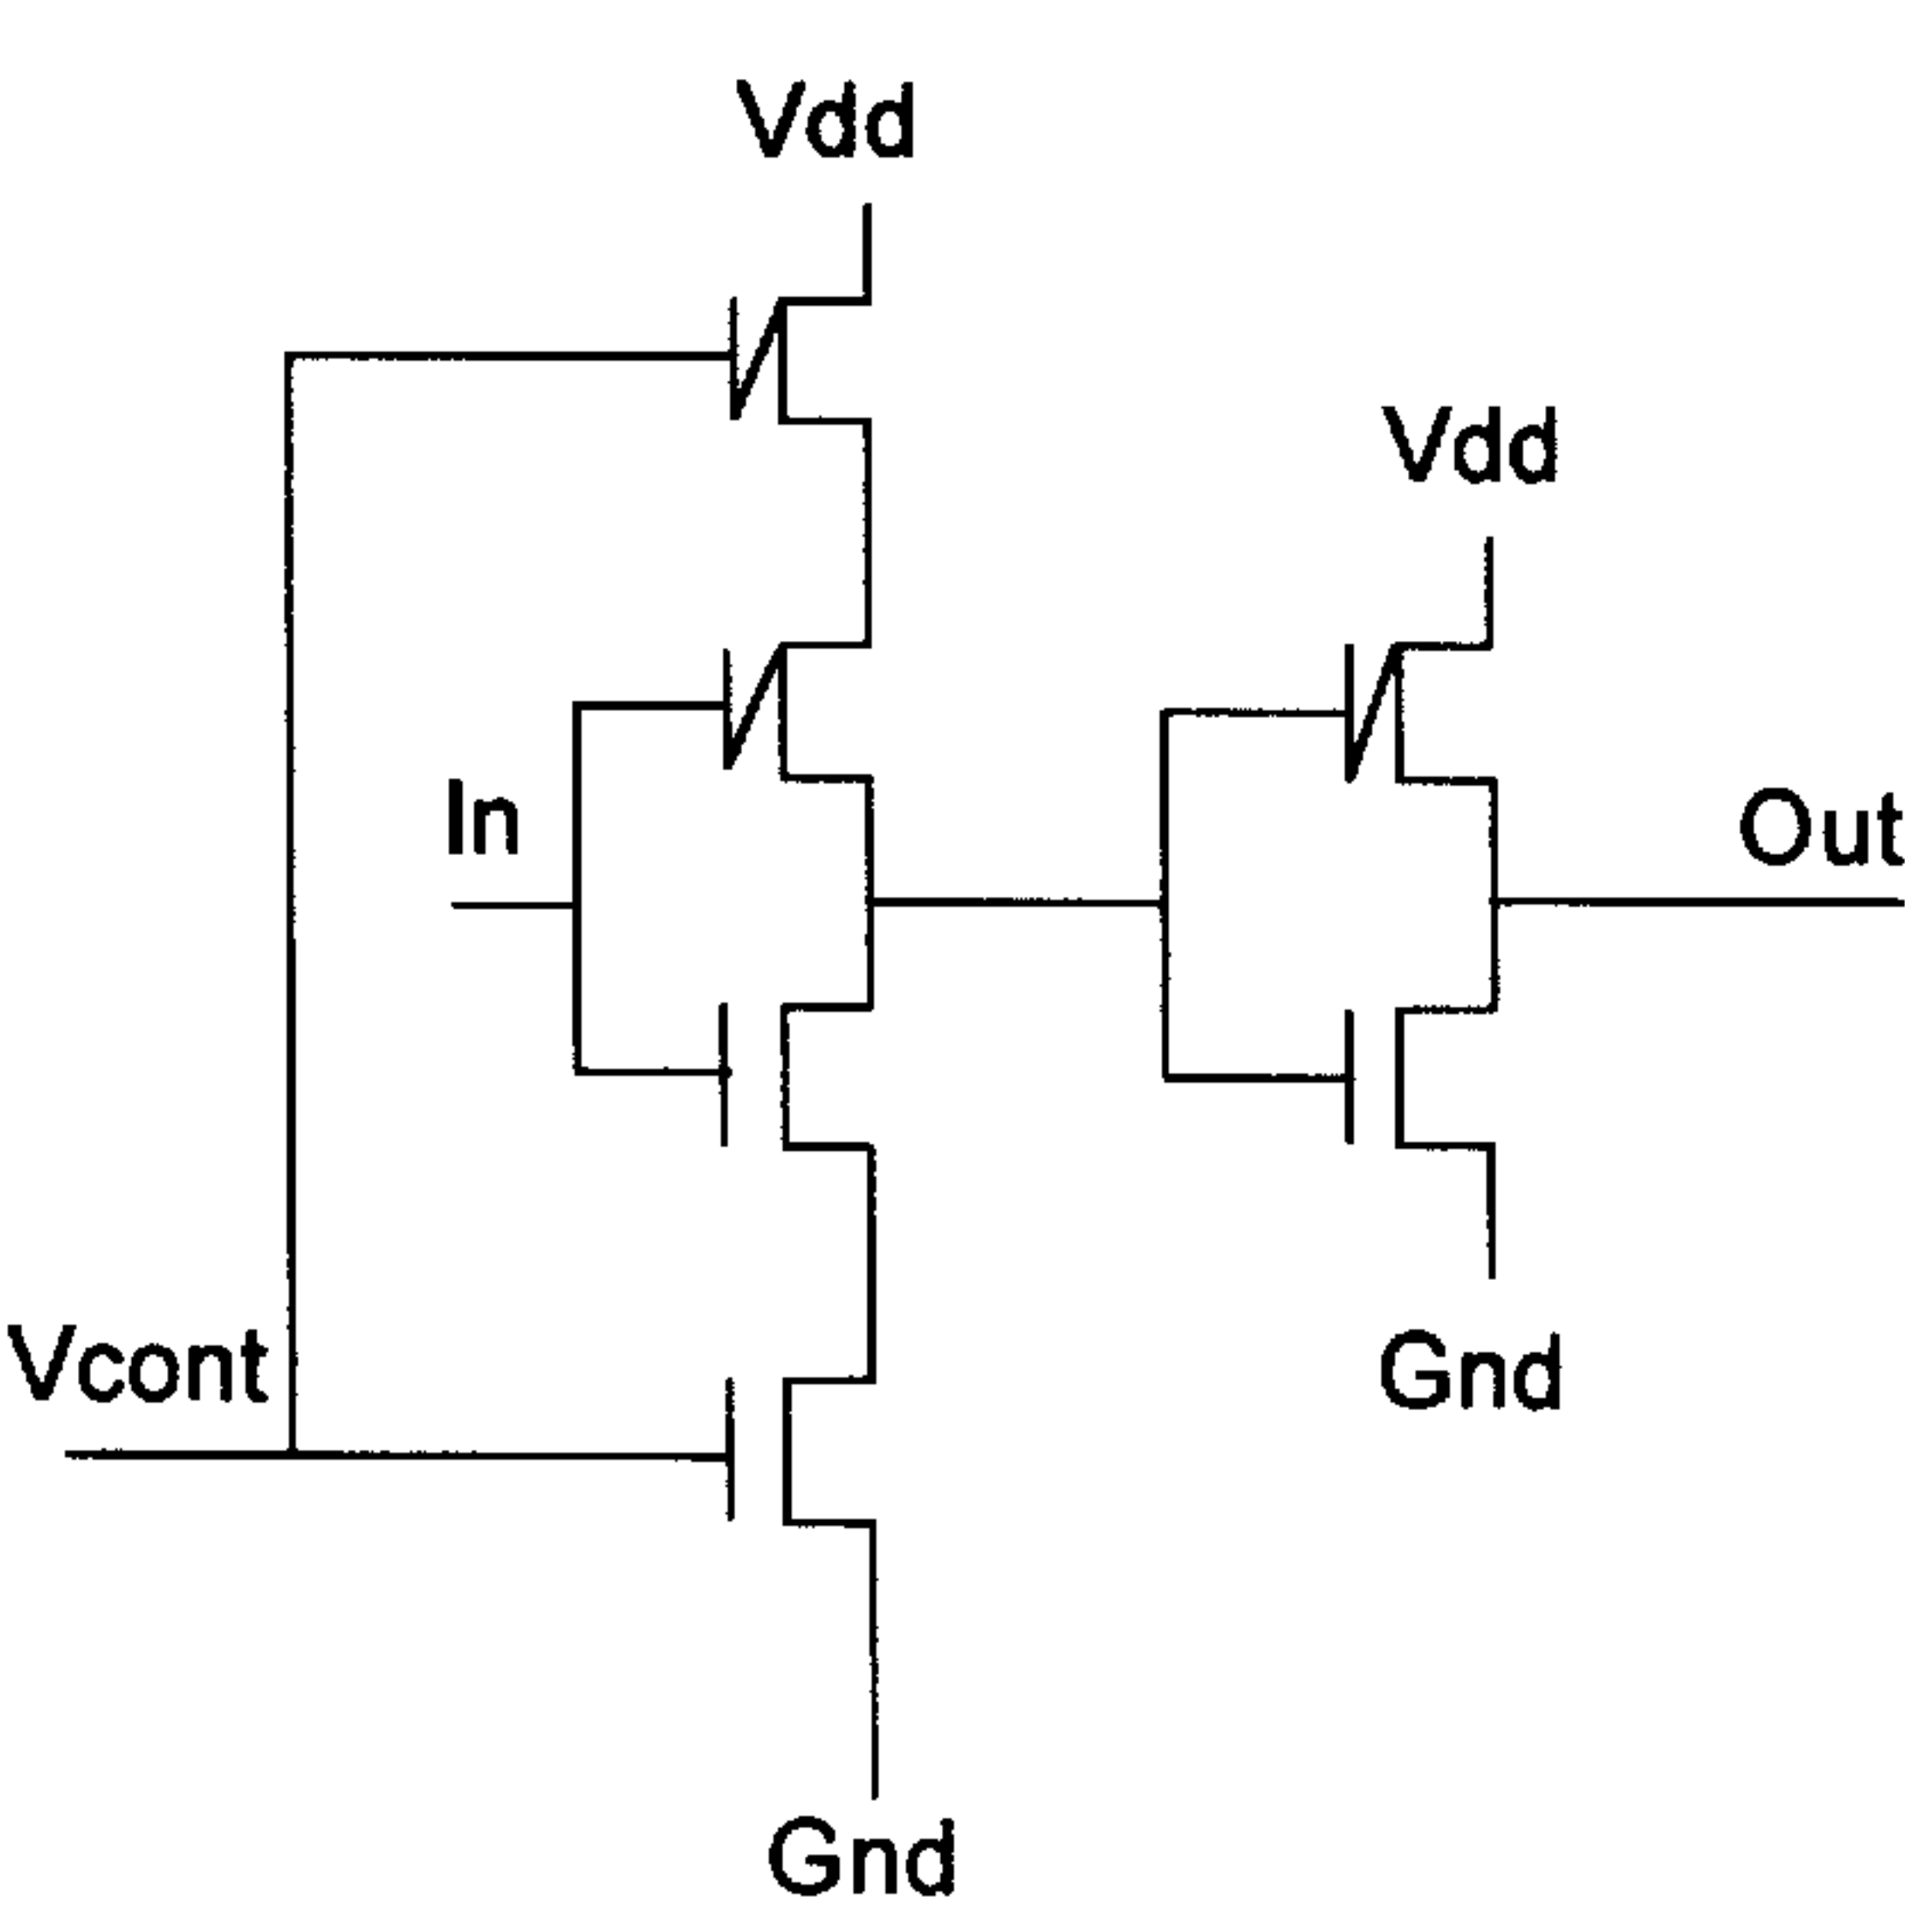 Vdd
Vdd
In
Out
Vcont
Gnd
Gnd